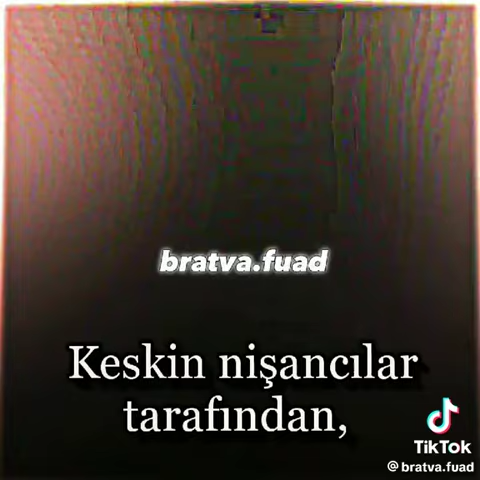 bratva.fuad
Keskin nişancılar
tarafından,
TikTok
@bratva.fuad